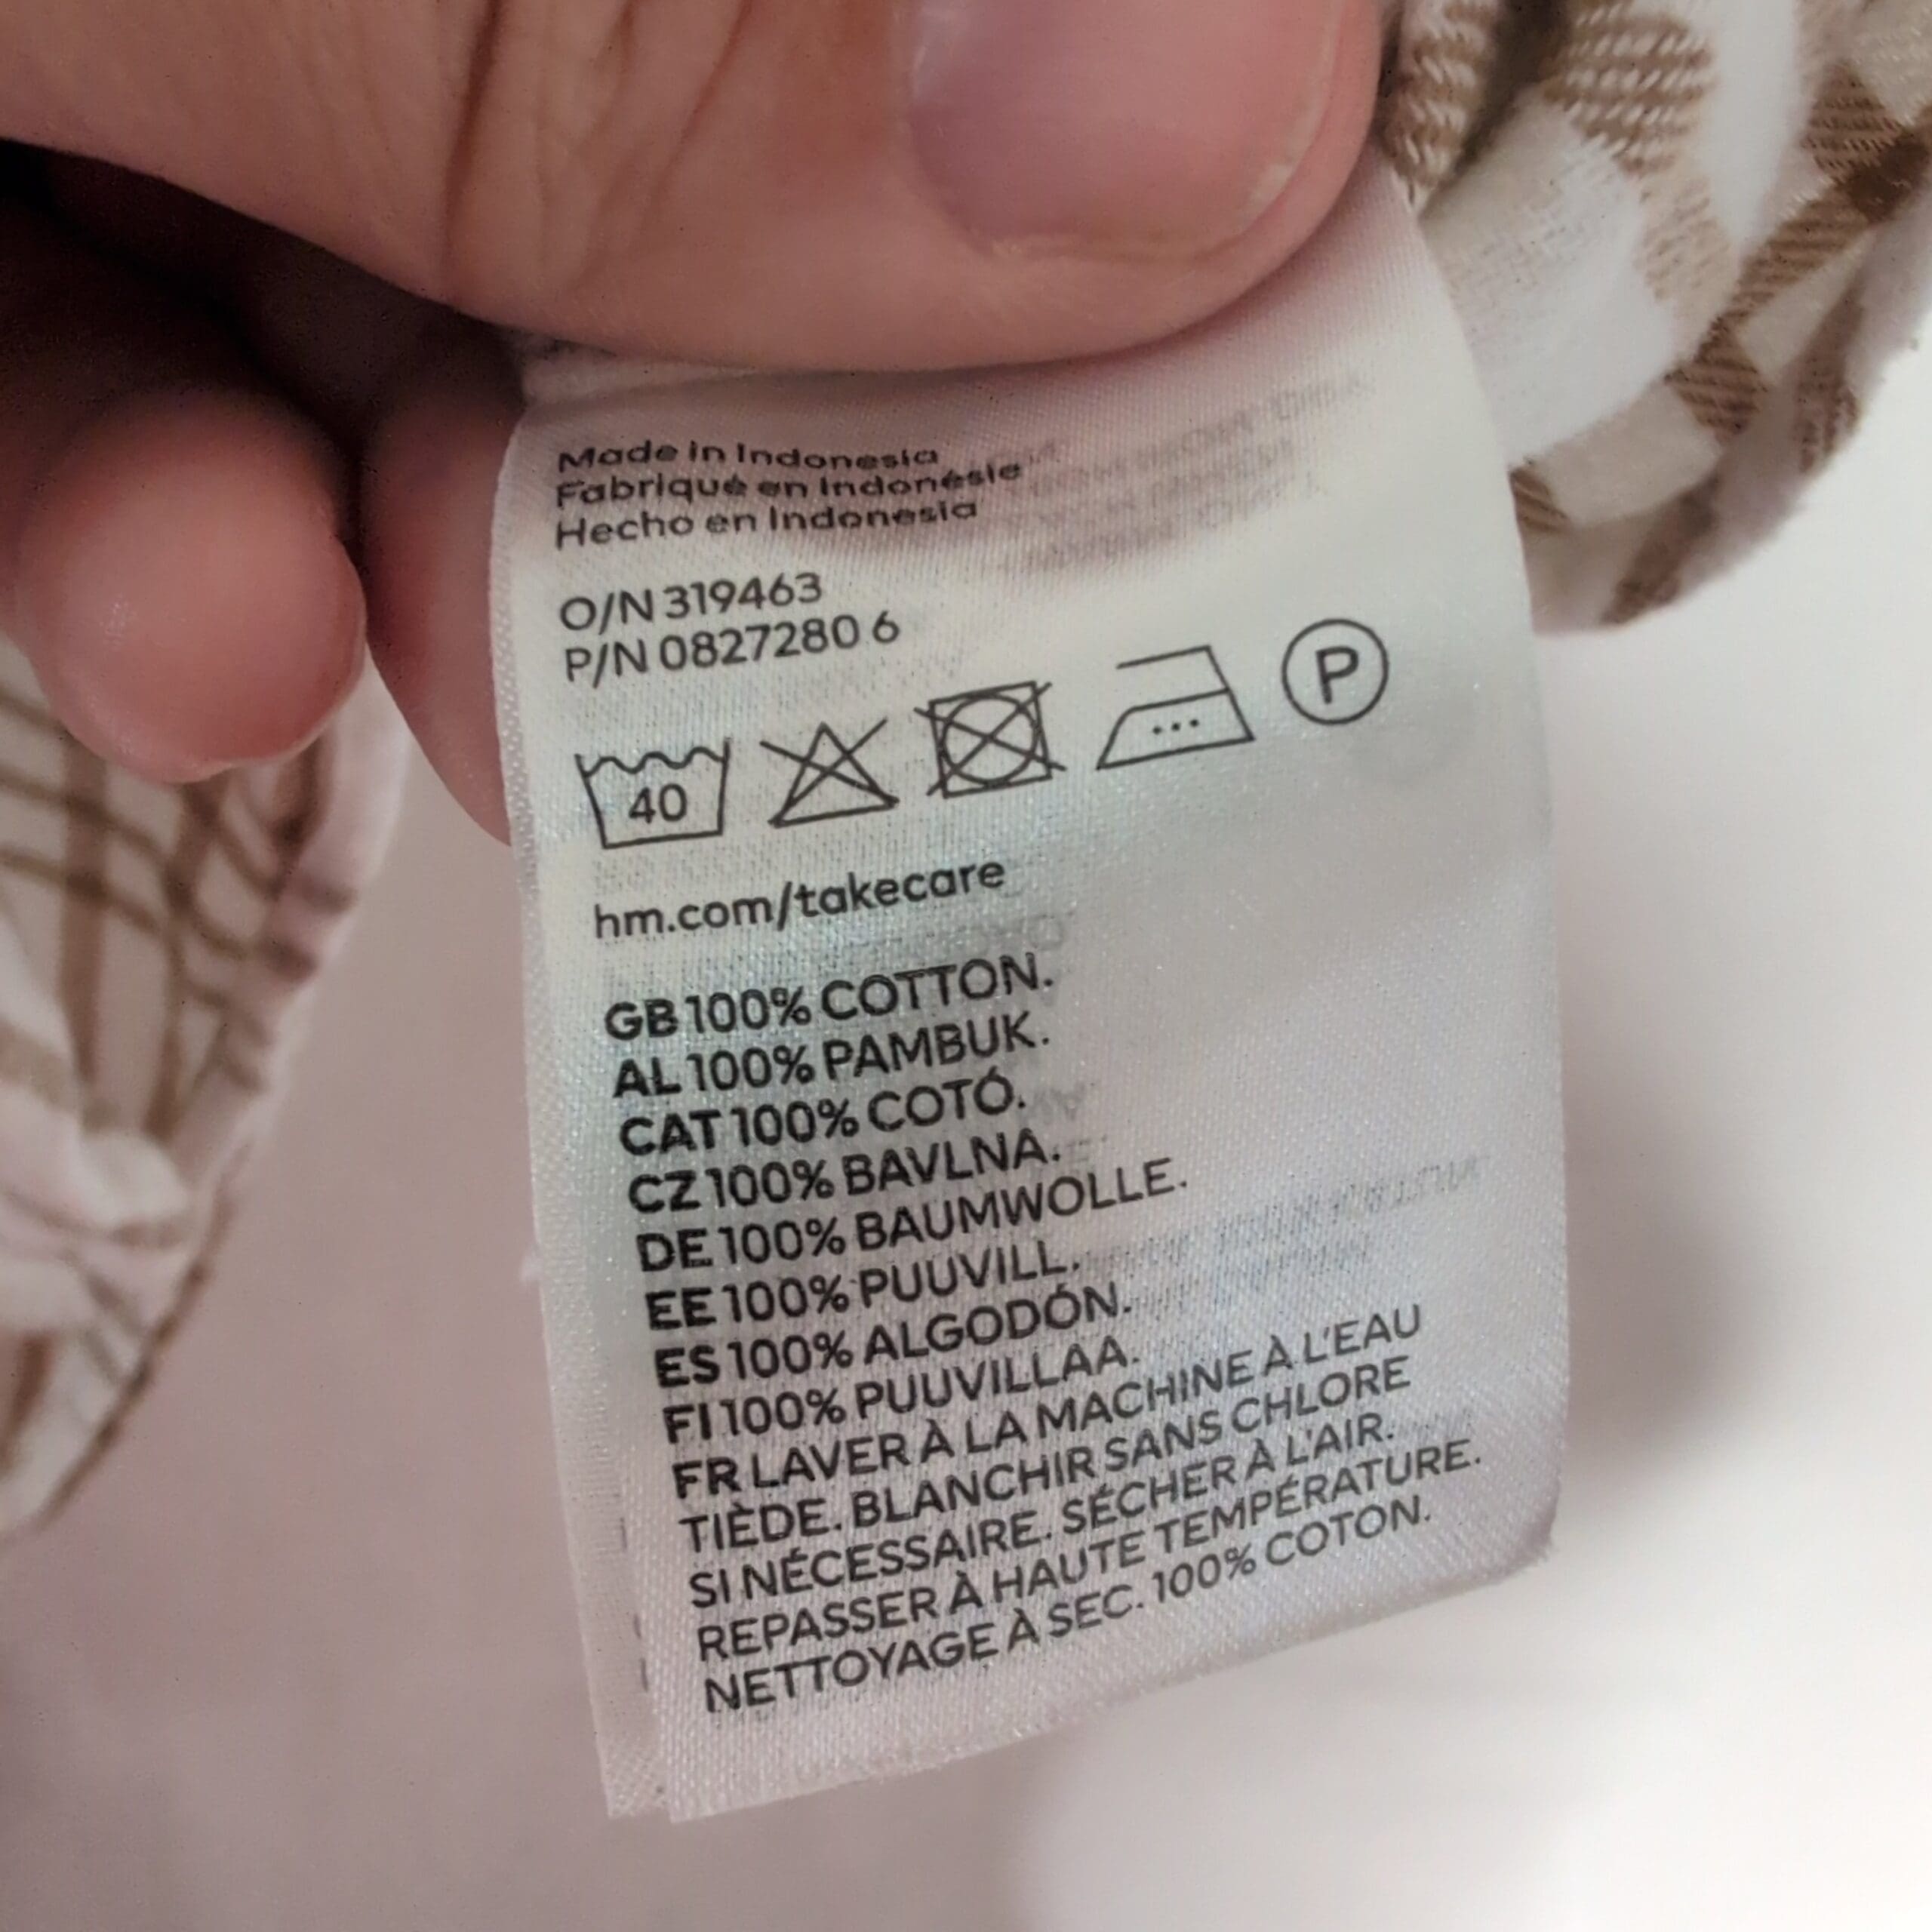 Made in Indonesia
Fabriqué en Indonésie
Hecho en Indonesia
O/N 319463
P/N 0827280 6
40
P
hm.com/takecare
GB 100% COTTON.
AL 100% PAMBUK.
CAT 100% COTÓ.
CZ 100% BAVLNA.
DE 100% BAUMWOLLE.
EE 100% PUUVILL.
ES 100% ALGODÓN.
FI 100% PUUVILLAA.
FR LAVER À LA MACHINE À L'EAU
TIÈDE. BLANCHIR SANS CHLORE
SI NÉCESSAIRE. SÉCHER À L'AIR.
REPASSER À HAUTE TEMPÉRATURE.
NETTOYAGE À SEC. 100% COTON.